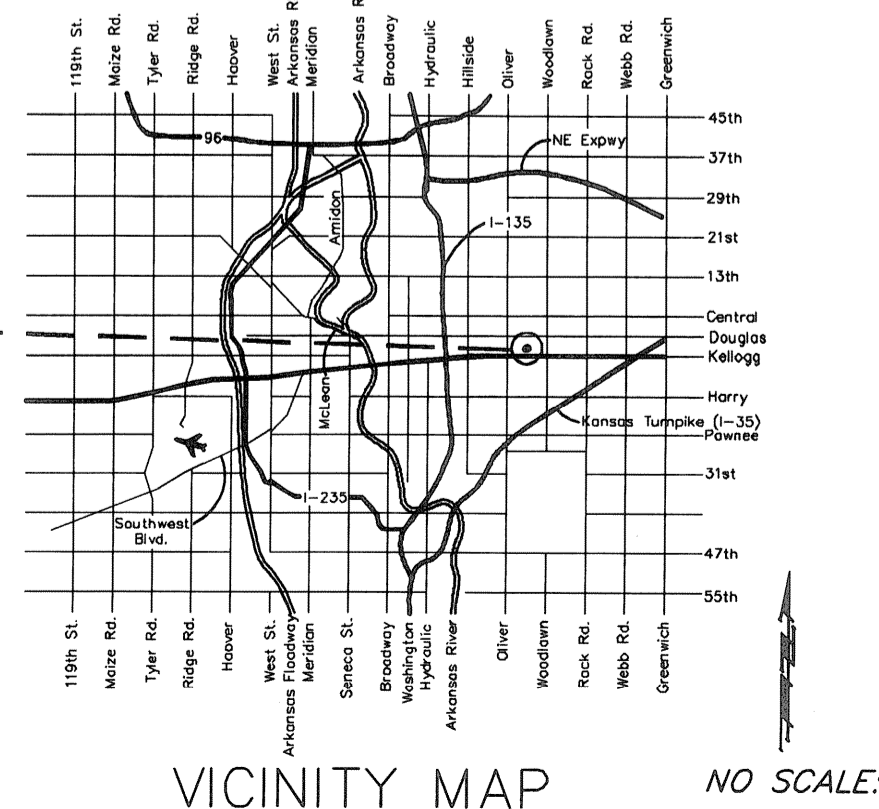 119th St.
Maize Rd.
Tyler Rd.
Ridge Rd.
Hoover
West St.
Arkansas R
Meridian
Arkansas R
Broadway
Hydraulic
Hillside
Oliver
Woodlawn
Rock Rd.
Webb Rd.
Greenwich
96
NE Expwy
Amidon
I-135
45th
37th
29th
21st
13th
Central
Douglas
Kellogg
Harry
McLean
Kansas Turnpike (I-35)
Pawnee
31st
I-235
Southwest
Blvd.
47th
55th
119th St.
Maize Rd.
Tyler Rd.
Ridge Rd.
Hoover
West St.
Arkansas Floodway
Meridian
Seneca St.
Broadway
Washington
Hydraulic
Arkansas River
Oliver
Woodlawn
Rock Rd.
Webb Rd.
Greenwich
VICINITY MAP
NO SCALE